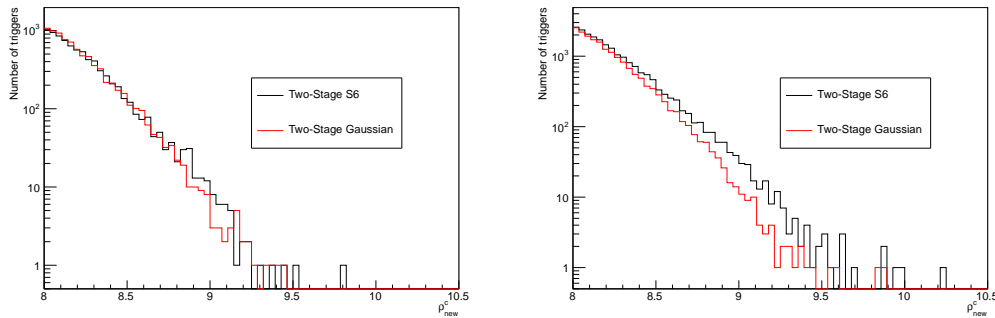 Number of triggers
10³
10²
10
1
8
8.5
9
9.5
10
10.5
ρᶜnew
Two-Stage S6
Two-Stage Gaussian
Number of triggers
10³
10²
10
1
8
8.5
9
9.5
10
10.5
ρᶜnew
Two-Stage S6
Two-Stage Gaussian